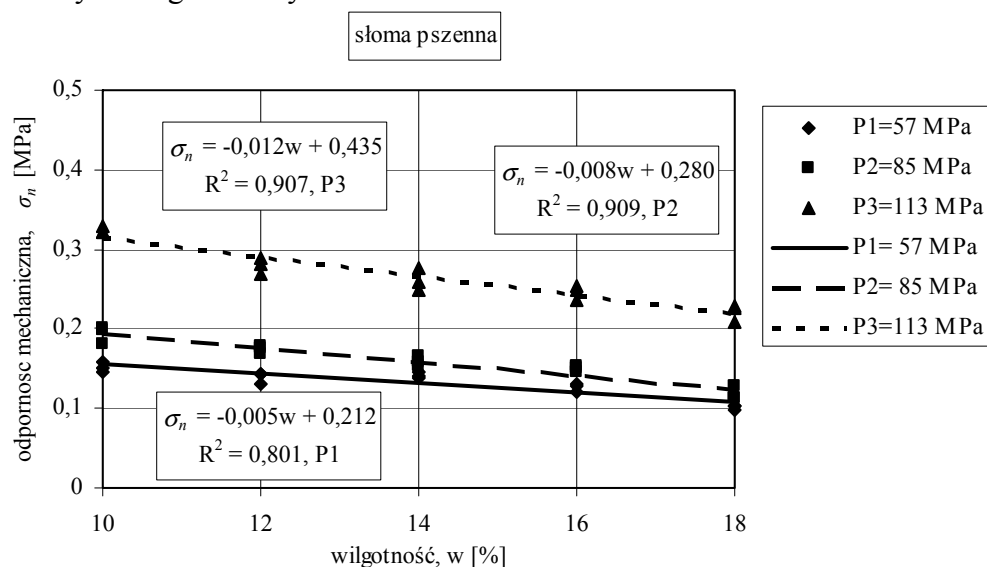 słoma pszenna
odpornosc mechaniczna, σn [MPa]
0,5
0,4
0,3
0,2
0,1
0
σn = -0,012w + 0,435
R² = 0,907, P3
σn = -0,008w + 0,280
R² = 0,909, P2
σn = -0,005w + 0,212
R² = 0,801, P1
10 12 14 16 18
wilgotność, w [%]
P1=57 MPa
P2=85 MPa
P3=113 MPa
P1= 57 MPa
P2= 85 MPa
P3=113 MPa